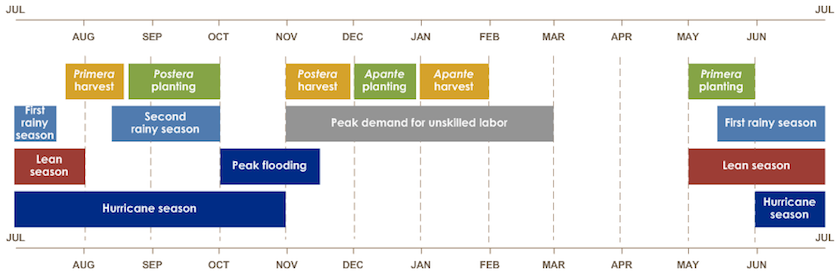 JUL JUL
AUG SEP OCT NOV DEC JAN FEB MAR APR MAY JUN
Primera
harvest
Postera
planting
Postera
harvest
Apante
planting
Apante
harvest
Primera
planting
First
rainy
season
Second
rainy season
Peak demand for unskilled labor
First rainy season
Lean
season
Peak flooding
Lean season
Hurricane season
Hurricane
season
JUL JUL
AUG SEP OCT NOV DEC JAN FEB MAR APR MAY JUN